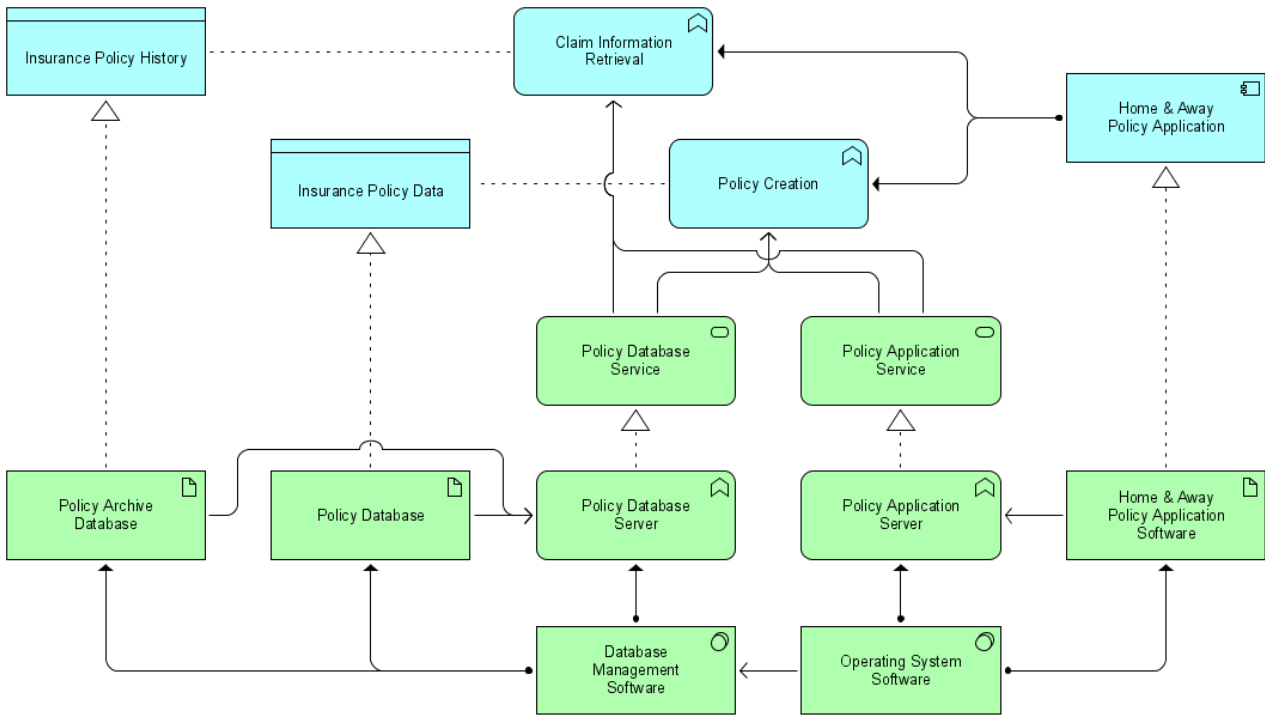 Insurance Policy History
Claim Information
Retrieval
Home & Away
Policy Application
Insurance Policy Data
Policy Creation
Policy Database
Service
Policy Application
Service
Policy Archive
Database
Policy Database
Policy Database
Server
Policy Application
Server
Home & Away
Policy Application
Software
Database
Management
Software
Operating System
Software